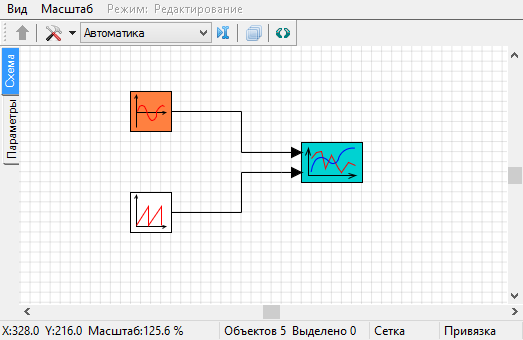 Вид Масштаб Режим: Редактирование
Автоматика
Схема
Параметры
X:328.0 Y:216.0 Масштаб:125.6 % Объектов 5 Выделено 0 Сетка Привязка